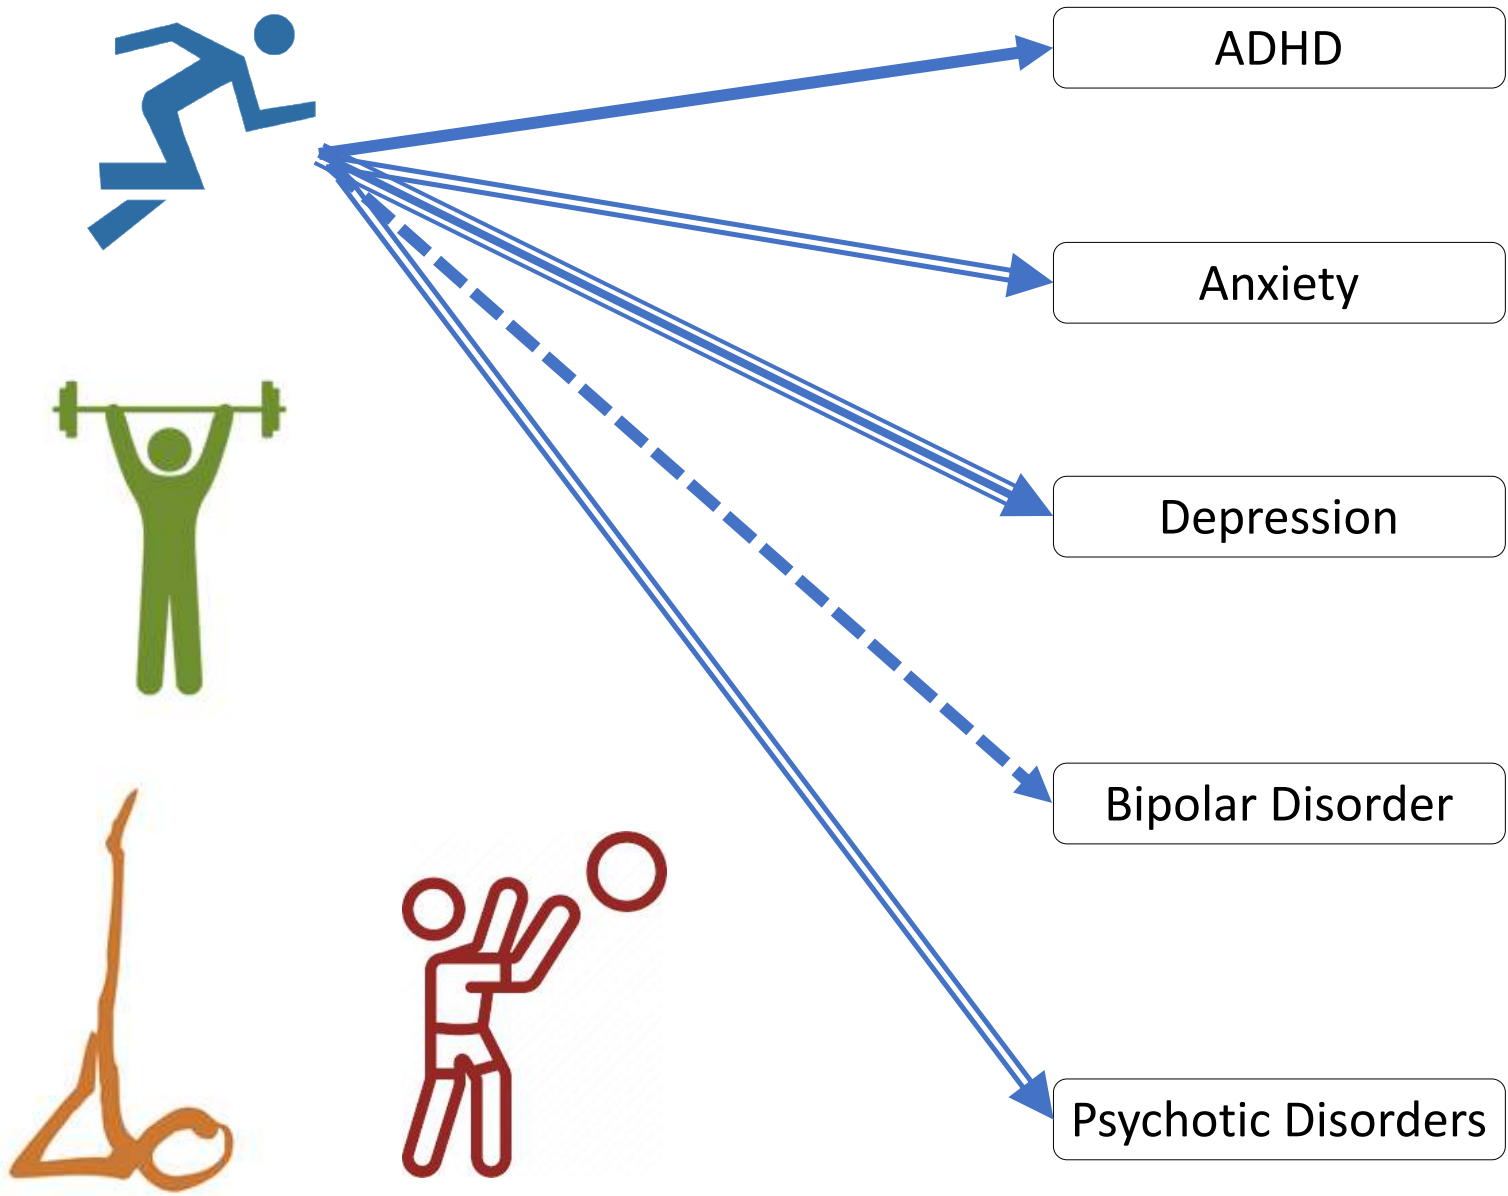 ADHD
Anxiety
Depression
Bipolar Disorder
Psychotic Disorders